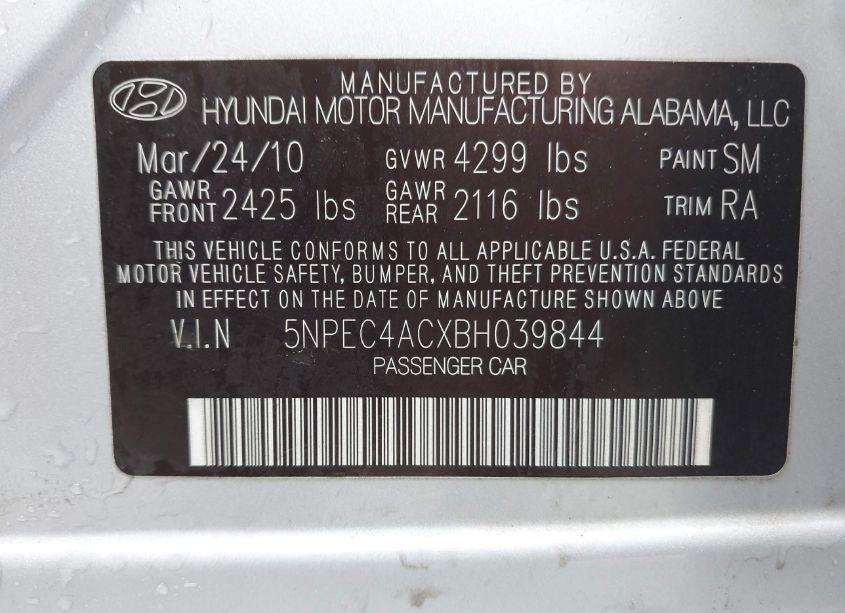 MANUFACTURED BY
HYUNDAI MOTOR MANUFACTURING ALABAMA, LLC
Mar/24/10 GVWR 4299 lbs PAINT SM
GAWR FRONT 2425 lbs GAWR REAR 2116 lbs TRIM RA
THIS VEHICLE CONFORMS TO ALL APPLICABLE U.S.A. FEDERAL
MOTOR VEHICLE SAFETY, BUMPER, AND THEFT PREVENTION STANDARDS
IN EFFECT ON THE DATE OF MANUFACTURE SHOWN ABOVE
V.I.N 5NPEC4ACXBH039844
PASSENGER CAR